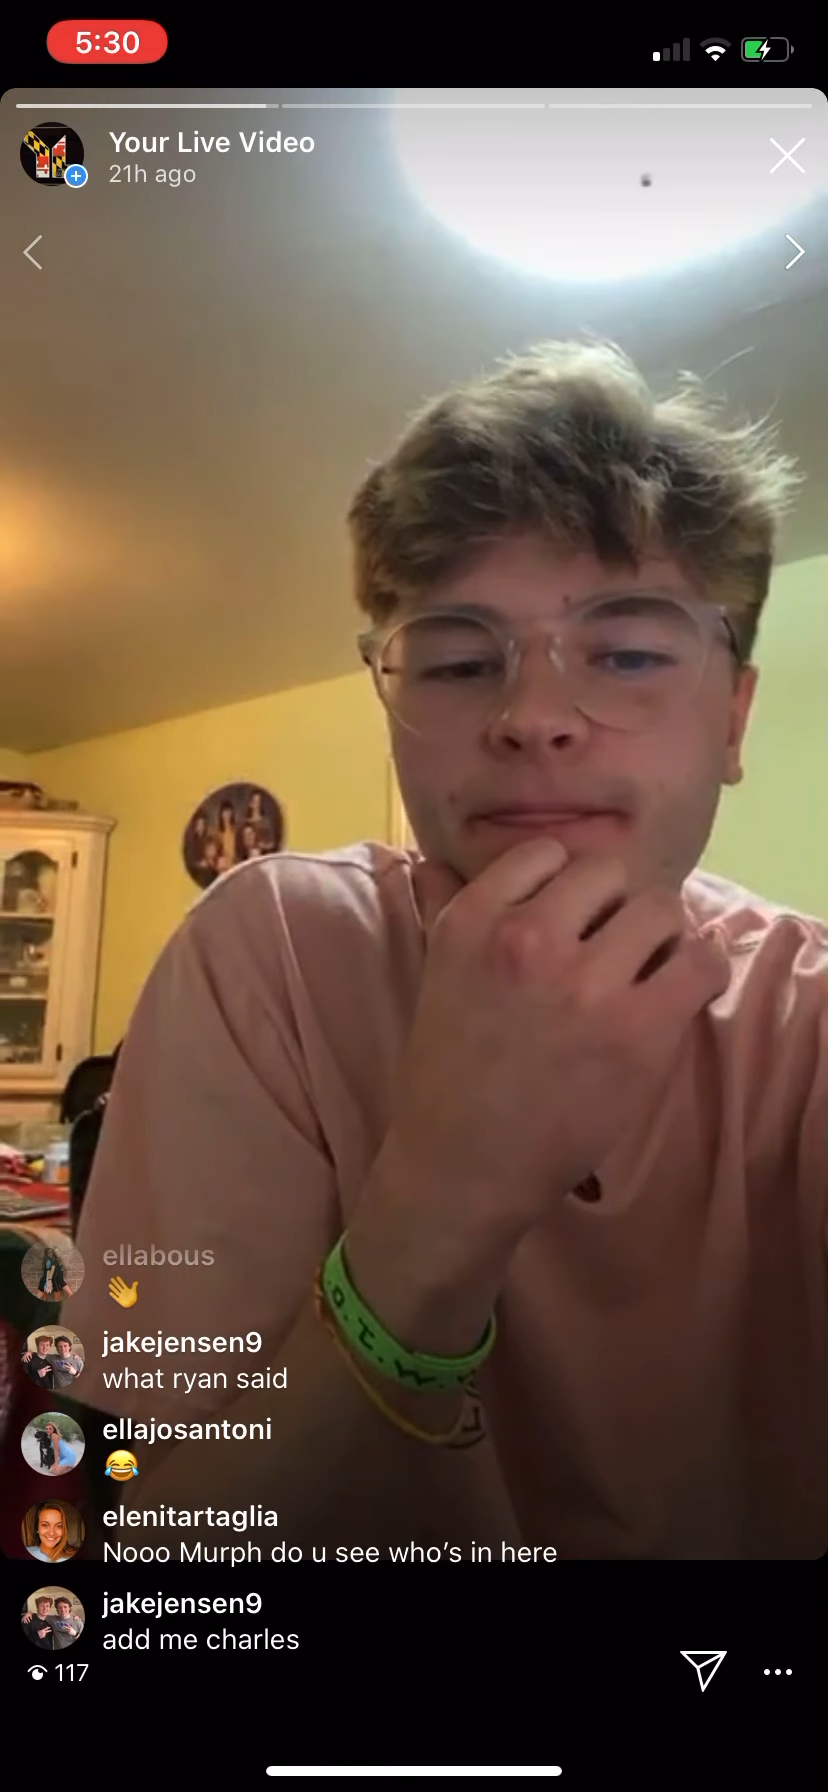 5:30
Your Live Video
21h ago
ellabous
👋
jakejensen9
what ryan said
ellajosantoni
😂
elenitartaglia
Nooo Murph do u see who’s in here
jakejensen9
add me charles
117